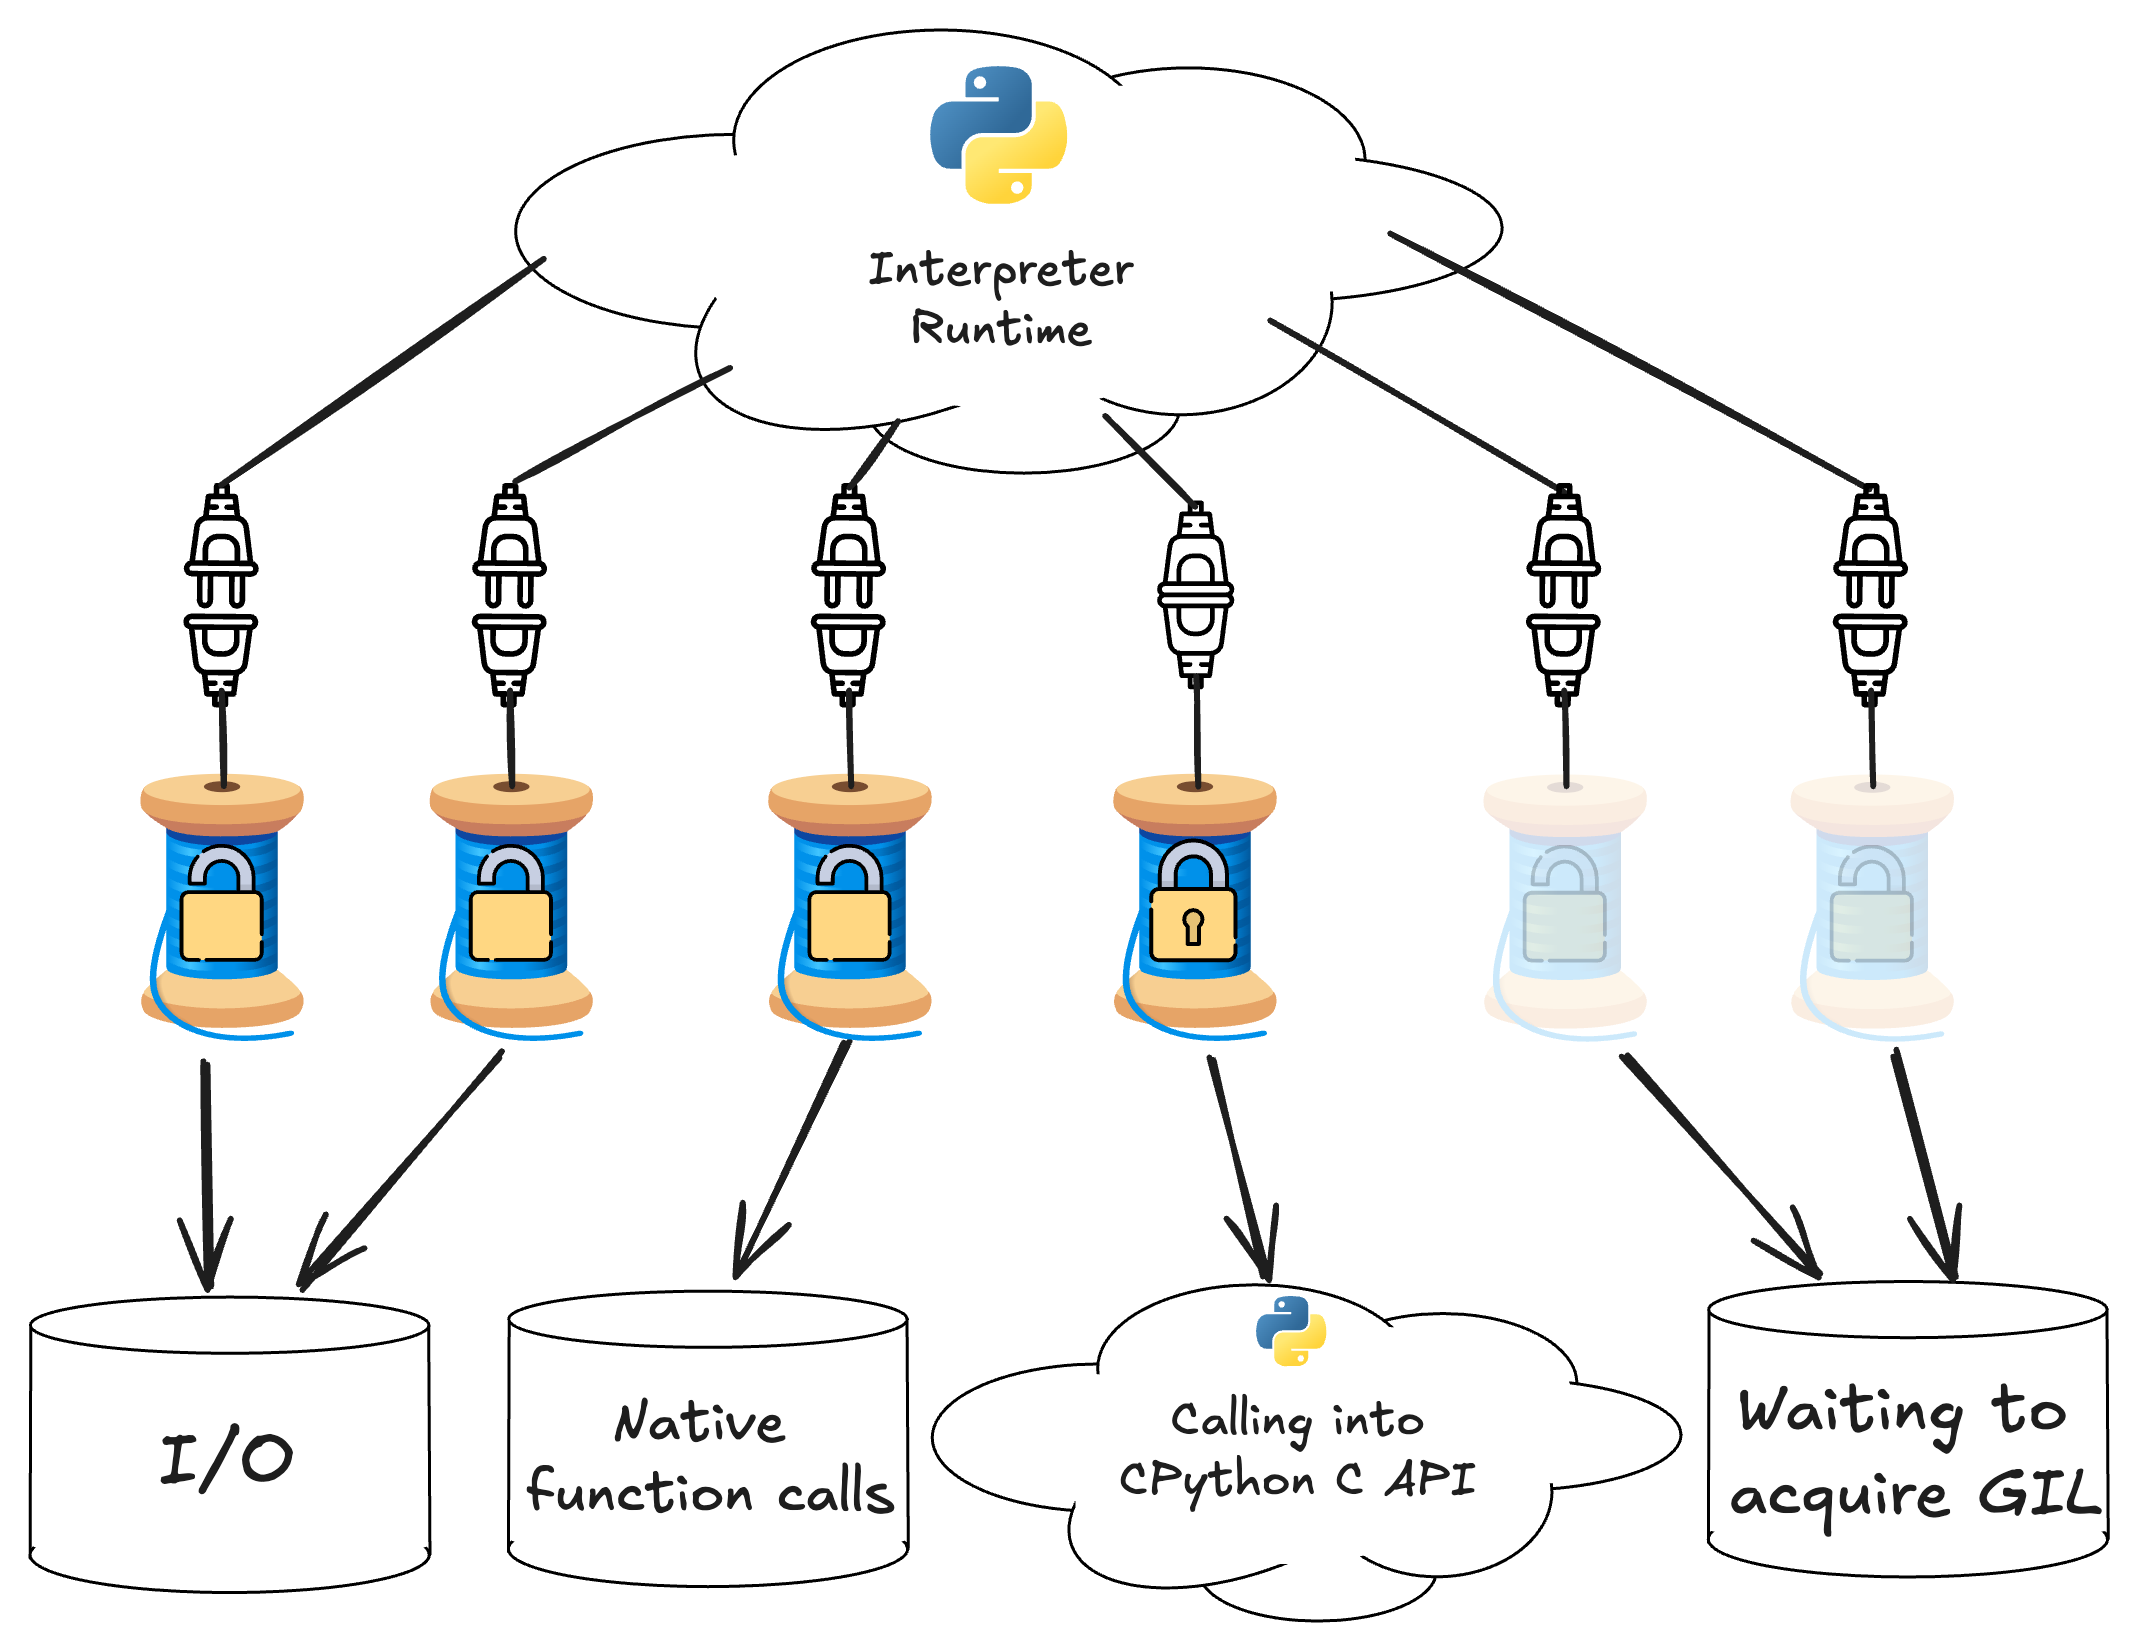 Interpreter
Runtime
I/O
Native
function calls
Calling into
CPython C API
Waiting to
acquire GIL